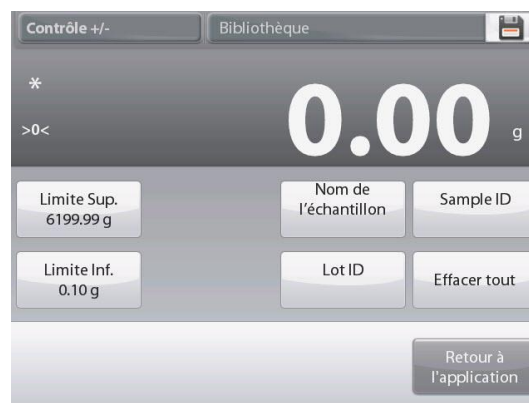 Contrôle +/-
Bibliothèque
*
>0<
0.00 g
Limite Sup.
6199.99 g
Nom de
l'échantillon
Sample ID
Limite Inf.
0.10 g
Lot ID
Effacer tout
Retour à
l'application